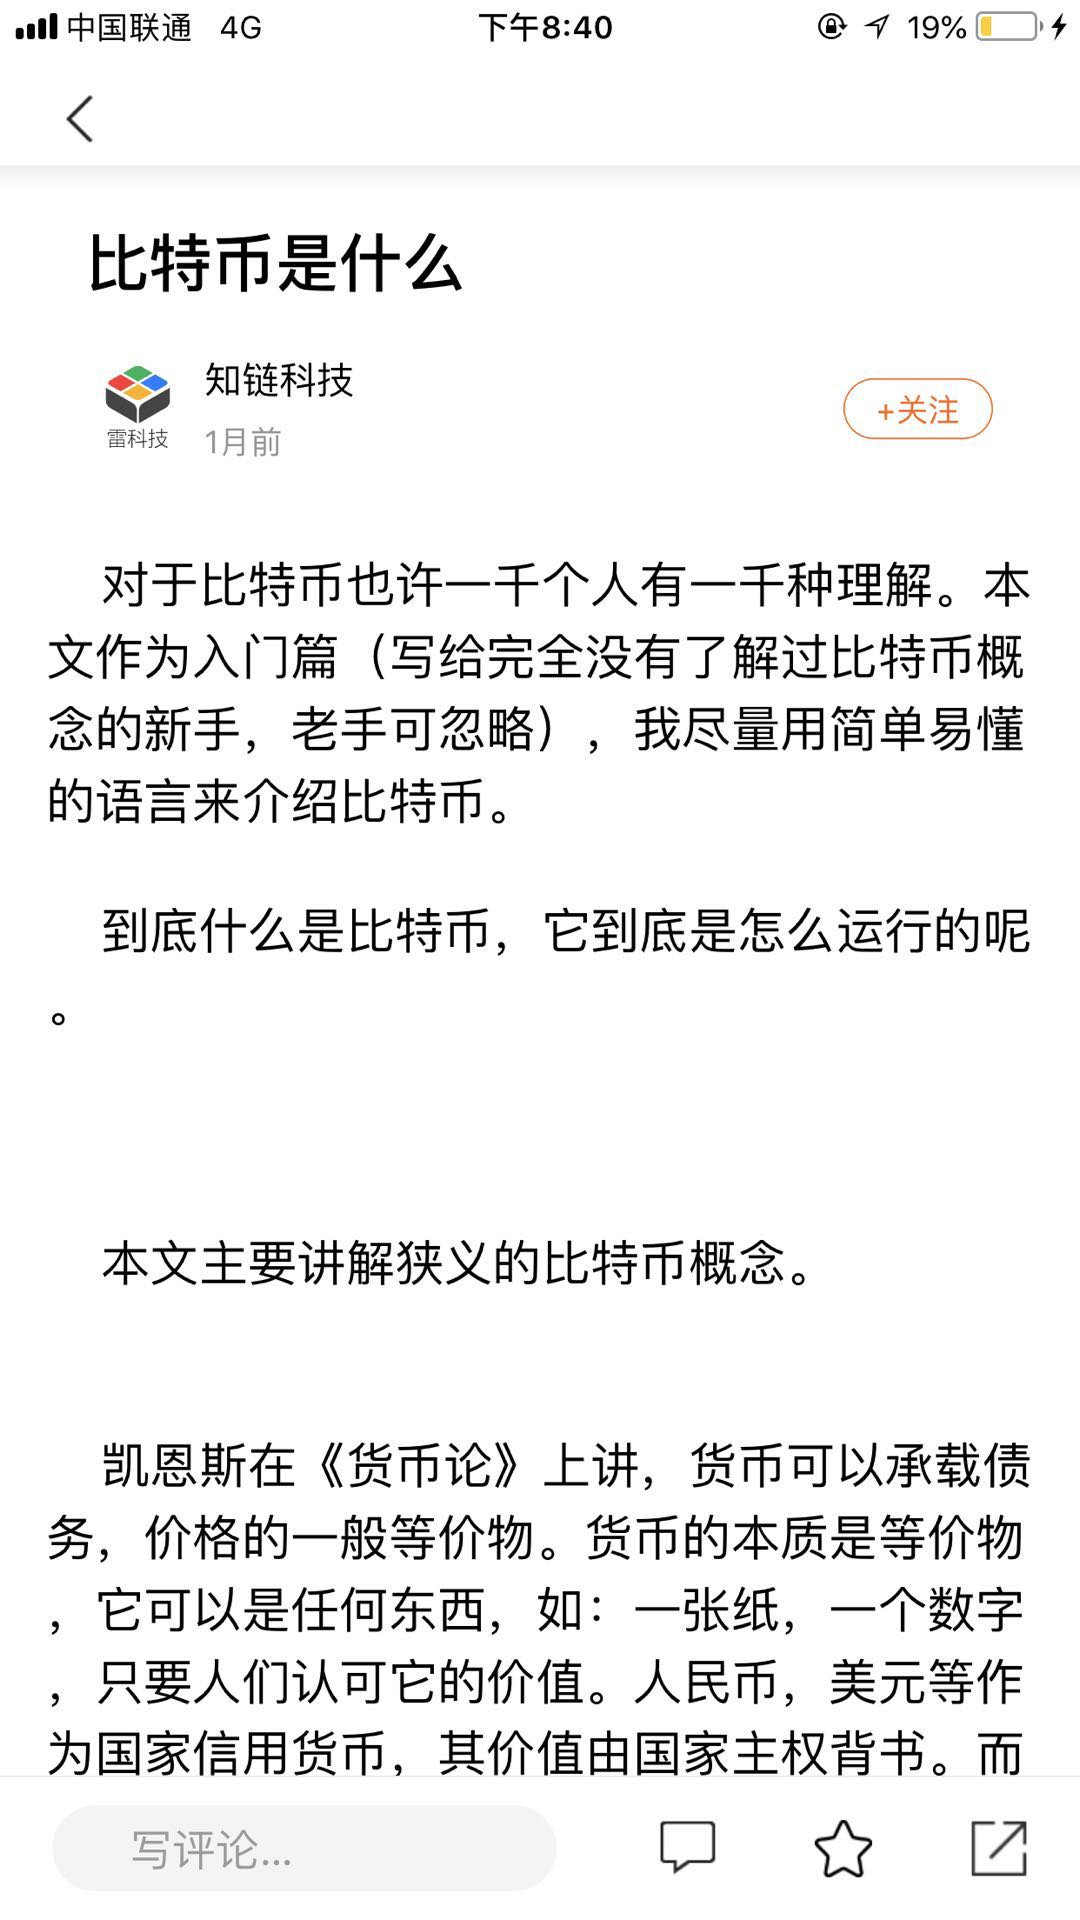 中国联通 4G 下午8:40 19%
比特币是什么
知链科技
雷科技
1月前
+关注
对于比特币也许一千个人有一千种理解。本
文作为入门篇（写给完全没有了解过比特币概
念的新手，老手可忽略），我尽量用简单易懂
的语言来介绍比特币。
到底什么是比特币，它到底是怎么运行的呢
。
本文主要讲解狭义的比特币概念。
凯恩斯在《货币论》上讲，货币可以承载债
务，价格的一般等价物。货币的本质是等价物
，它可以是任何东西，如：一张纸，一个数字
，只要人们认可它的价值。人民币，美元等作
为国家信用货币，其价值由国家主权背书。而
写评论...